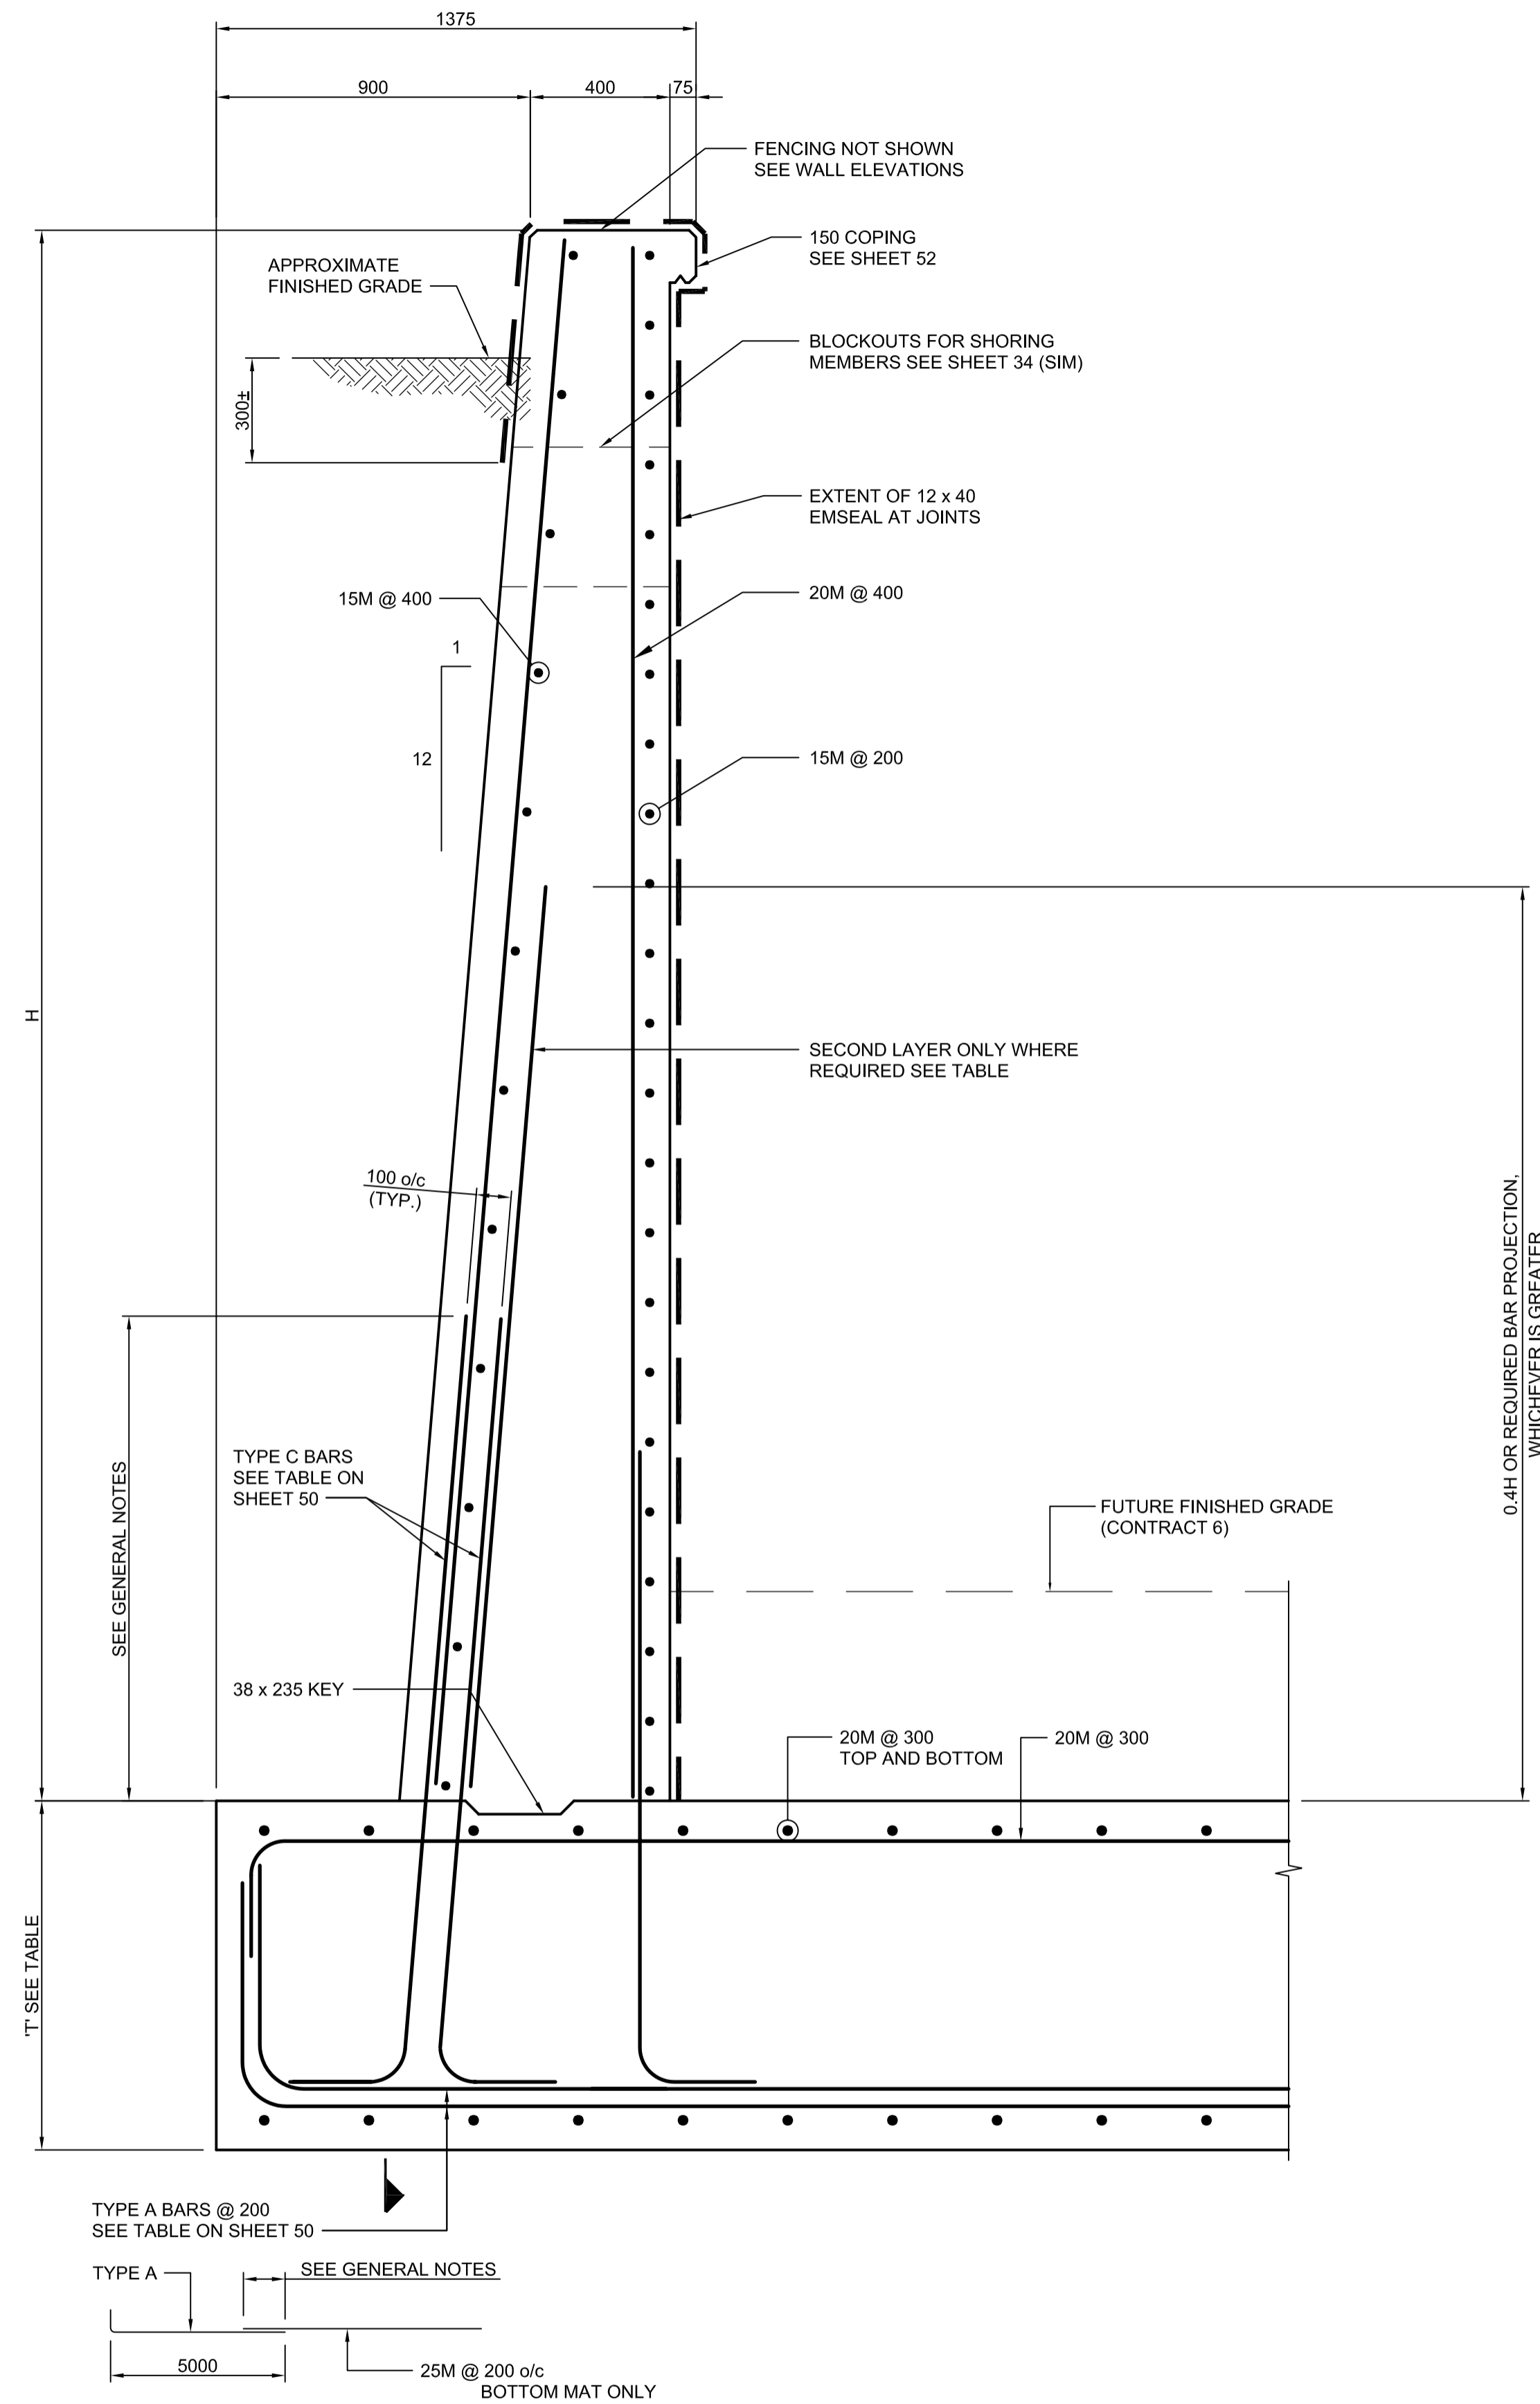 1375
900
400
75
FENCING NOT SHOWN
SEE WALL ELEVATIONS
150 COPING
SEE SHEET 52
APPROXIMATE
FINISHED GRADE
BLOCKOUTS FOR SHORING
MEMBERS SEE SHEET 34 (SIM)
300±
EXTENT OF 12 x 40
EMSEAL AT JOINTS
15M @ 400
20M @ 400
1
12
15M @ 200
H
SECOND LAYER ONLY WHERE
REQUIRED SEE TABLE
100 o/c
(TYP.)
0.4H OR REQUIRED BAR PROJECTION,
WHICHEVER IS GREATER
SEE GENERAL NOTES
TYPE C BARS
SEE TABLE ON
SHEET 50
FUTURE FINISHED GRADE
(CONTRACT 6)
38 x 235 KEY
20M @ 300
TOP AND BOTTOM
20M @ 300
'T' SEE TABLE
TYPE A BARS @ 200
SEE TABLE ON SHEET 50
TYPE A
SEE GENERAL NOTES
5000
25M @ 200 o/c
BOTTOM MAT ONLY